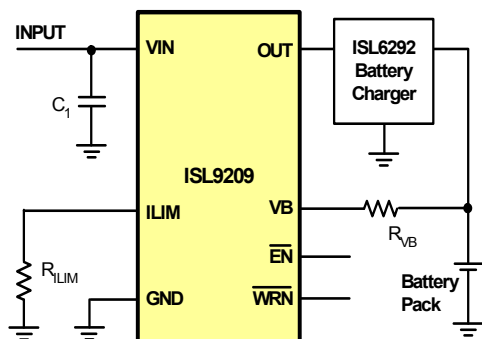 INPUT
VIN
OUT
ISL6292
Battery
Charger
C1
ISL9209
ILIM
VB
RVB
EN
RILIM
GND
WRN
Battery
Pack